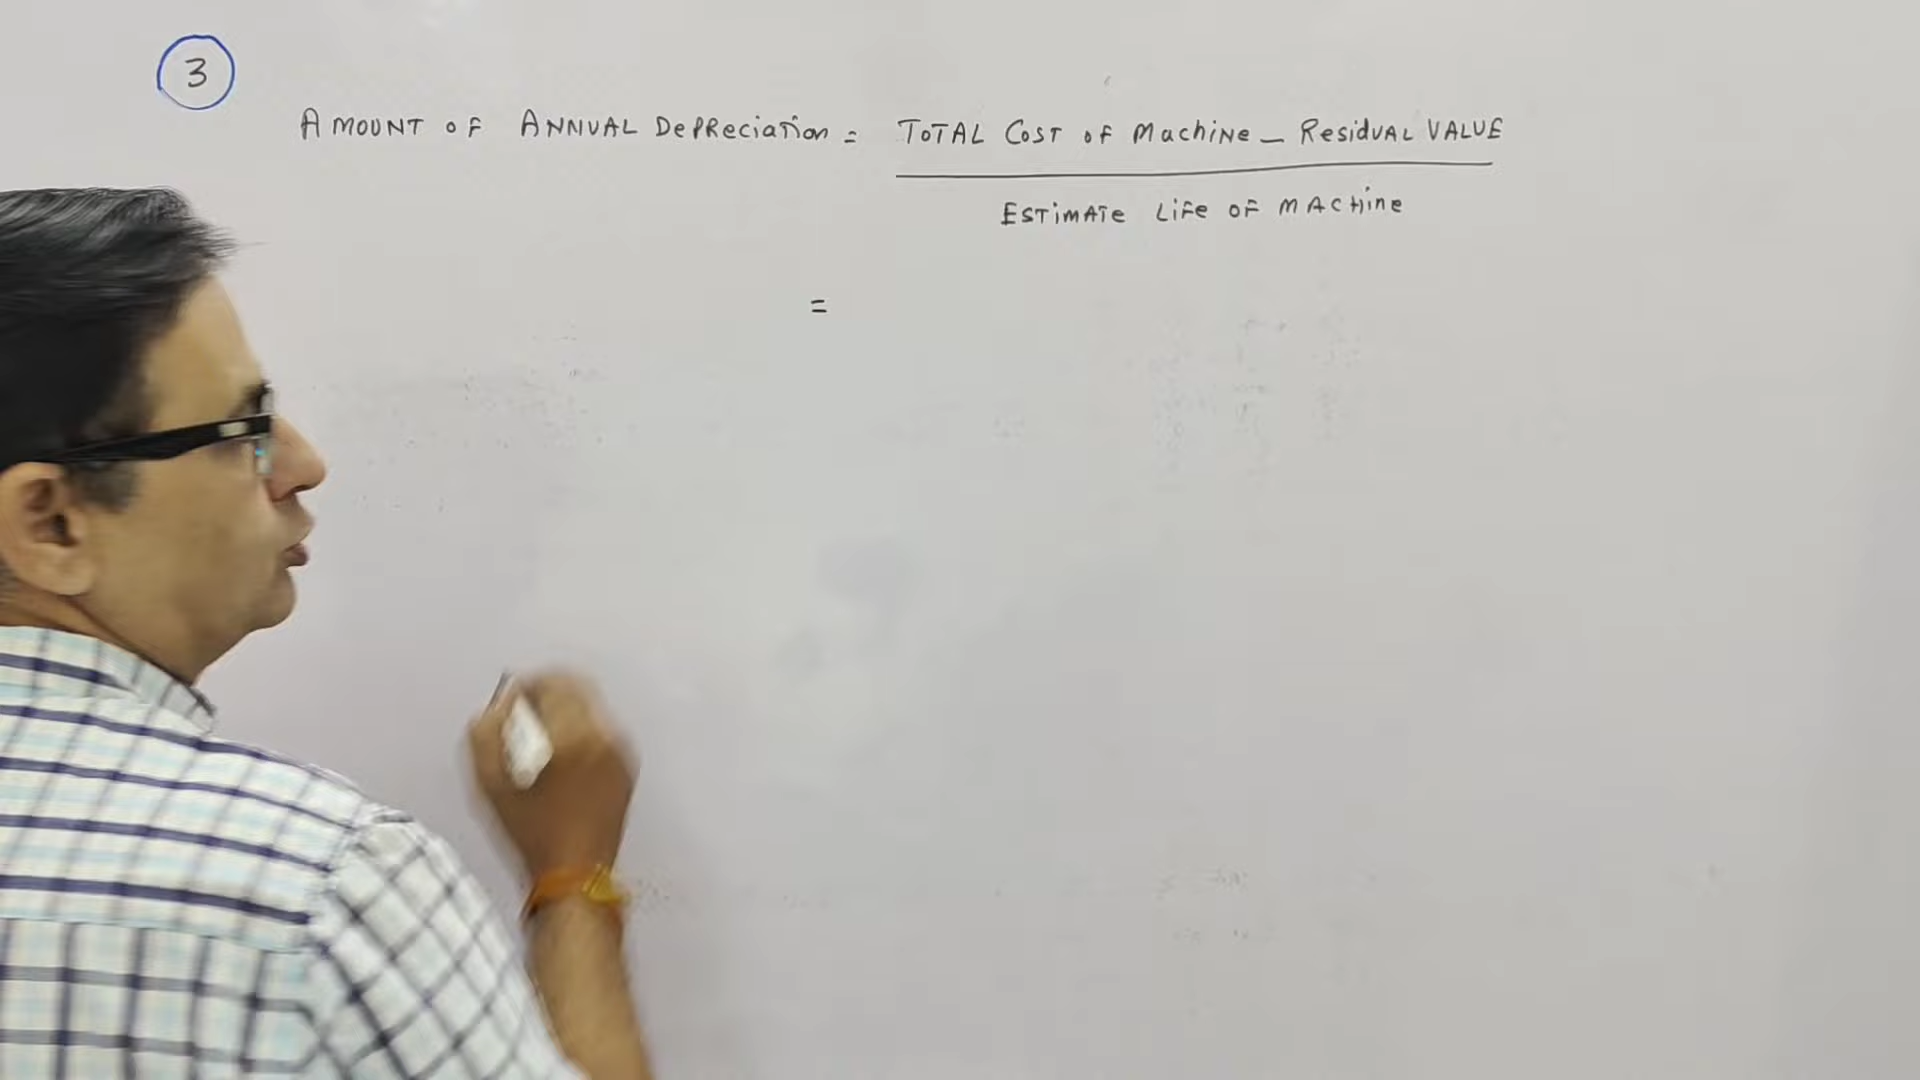 3
AMOUNT OF ANNUAL DePReciation = TOTAL COST OF Machine - ResidUAL VALUE
ESTiMATe LiFe OF MACHine
=